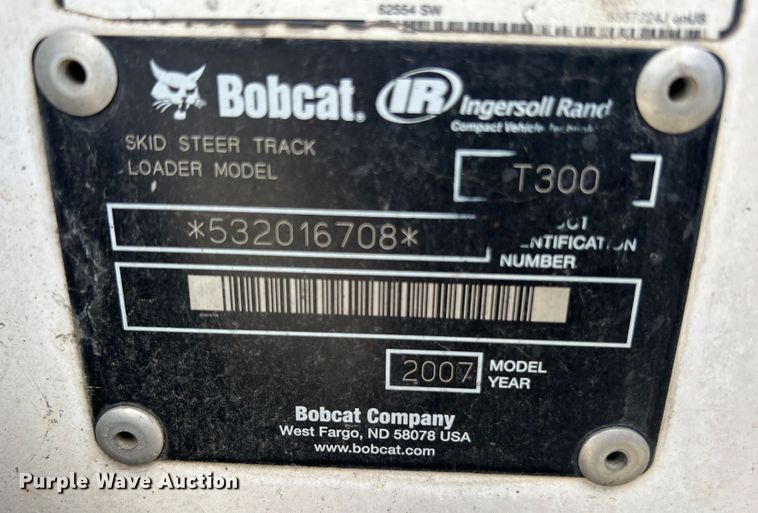 62554 SW
Bobcat®
IR Ingersoll Rand
Compact Vehicle
SKID STEER TRACK
LOADER MODEL
T300
*532016708*
NUMBER
2007
MODEL
YEAR
Bobcat Company
West Fargo, ND 58078 USA
www.bobcat.com
Purple Wave Auction